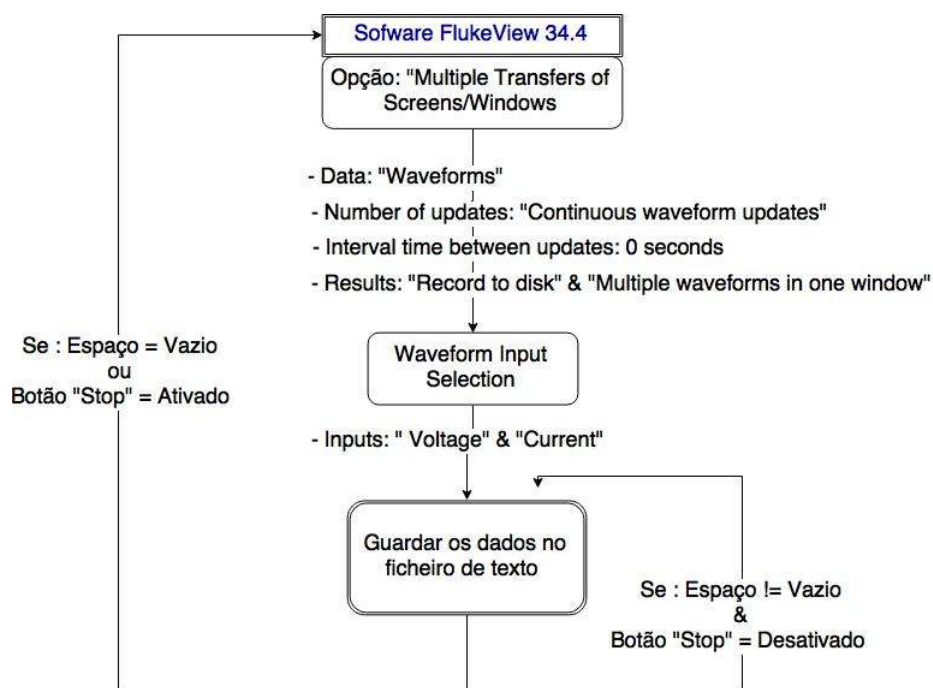 Sofware FlukeView 34.4
Opção: "Multiple Transfers of
Screens/Windows
- Data: "Waveforms"
- Number of updates: "Continuous waveform updates"
- Interval time between updates: 0 seconds
- Results: "Record to disk" & "Multiple waveforms in one window"
Se : Espaço = Vazio
ou
Botão "Stop" = Ativado
Waveform Input
Selection
- Inputs: " Voltage" & "Current"
Guardar os dados no
ficheiro de texto
Se : Espaço != Vazio
&
Botão "Stop" = Desativado